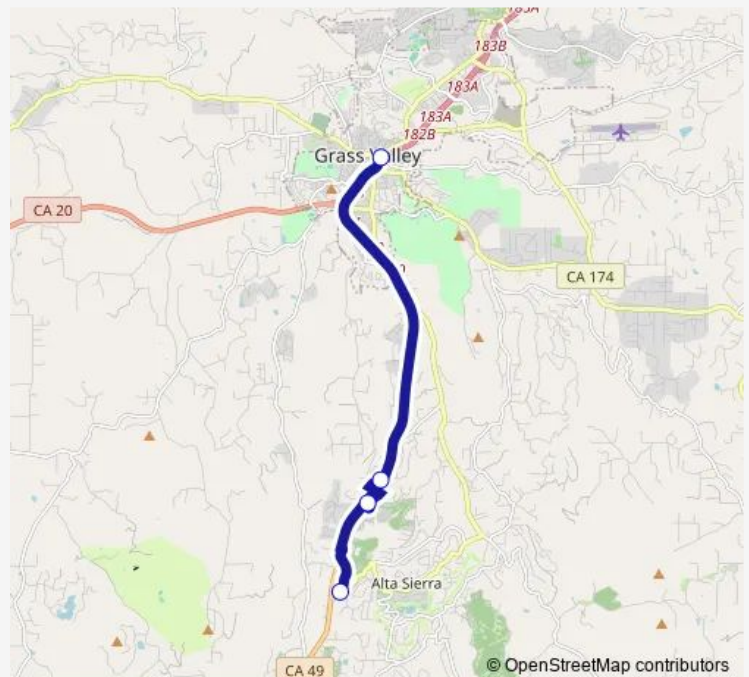 183A
183B
183A
183A
182B
Grass Valley
CA 20
CA 174
Alta Sierra
CA 49
© OpenStreetMap contributors